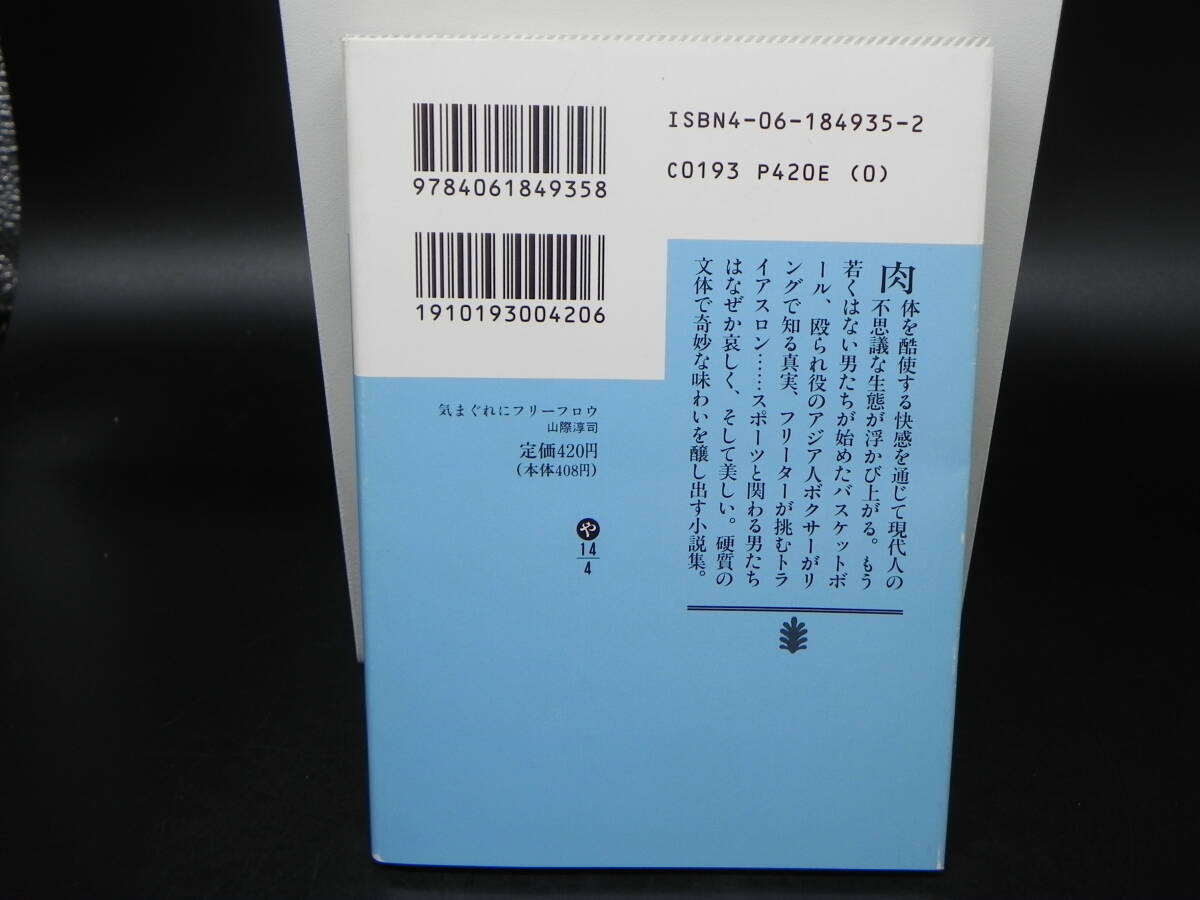 ISBN4-06-184935-2
C0193 P420E (0)
9784061849358
1910193004206
肉体を酷使する快感を通じて現代人の
不思議な生態が浮かび上がる。もう
若くはない男たちが始めたバスケットボ
ール、殴られ役のアジア人ボクサーがリ
ングで知る真実、フリーターが挑むトラ
イアスロン……スポーツと関わる男たち
はなぜか哀しく、そして美しい。硬質の
文体で奇妙な味わいを醸し出す小説集。
気まぐれにフリーフロウ
山際淳司
定価420円
(本体408円)
や
14
4